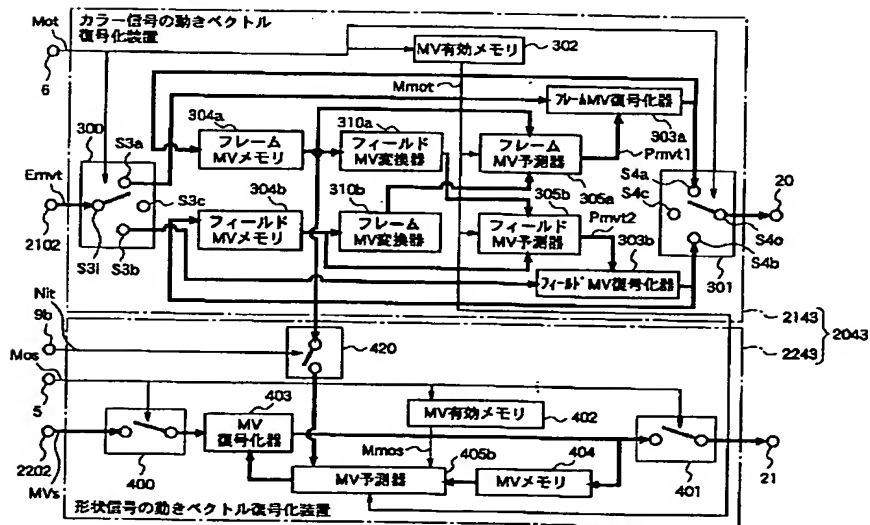 カラー信号の動きベクトル
復号化装置
Mot
6
MV有効メモリ
302
Mmot
フレームMV復号化器
303a
Pmvt1
300
S3a
304a
フレーム
MVメモリ
310a
フィールド
MV変換器
フレーム
MV予測器
305a
S4a
S4c
20
Emvt
2102
S3i
S3c
S3b
304b
フィールド
MVメモリ
310b
フレーム
MV変換器
305b
フィールド
MV予測器
Pmvt2
303b
フィールドMV復号化器
S4o
S4b
301
Nit
9b
420
2143
2243
2043
Mos
5
403
MV
復号化器
MV有効メモリ
402
2202
MVs
400
Mmos
405b
MV予測器
404
MVメモリ
401
21
形状信号の動きベクトル復号化装置